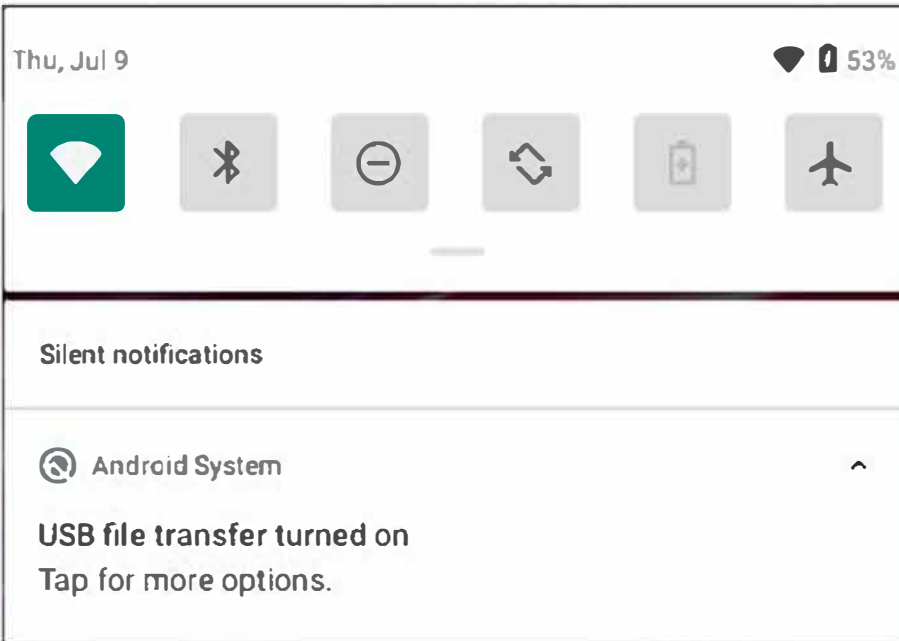 Thu, Jul 9
53%
Silent notifications
Android System
USB file transfer turned on
Tap for more options.